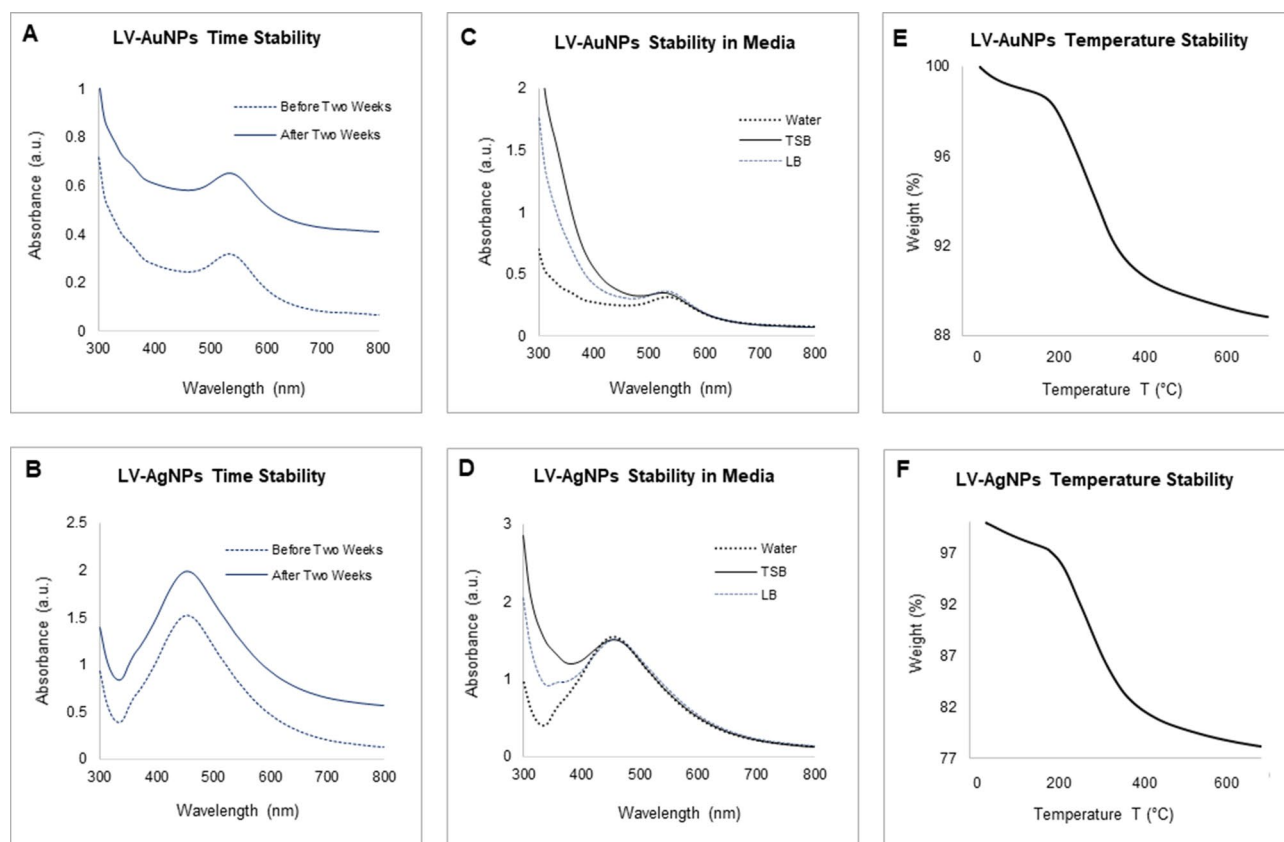 A
LV-AuNPs Time Stability
Before Two Weeks
After Two Weeks
Absorbance (a.u.)
1
0.8
0.6
0.4
0.2
0
300 400 500 600 700 800
Wavelength (nm)
C
LV-AuNPs Stability in Media
Water
TSB
LB
Absorbance (a.u.)
2
1.5
1
0.5
0
300 400 500 600 700 800
Wavelength (nm)
E
LV-AuNPs Temperature Stability
Weight (%)
100
96
92
88
0 200 400 600
Temperature T (°C)
B
LV-AgNPs Time Stability
Before Two Weeks
After Two Weeks
Absorbance (a.u.)
2.5
2
1.5
1
0.5
0
300 400 500 600 700 800
Wavelength (nm)
D
LV-AgNPs Stability in Media
Water
TSB
LB
Absorbance (a.u.)
3
2
1
0
300 400 500 600 700 800
Wavelength (nm)
F
LV-AgNPs Temperature Stability
Weight (%)
97
92
87
82
77
0 200 400 600
Temperature T (°C)